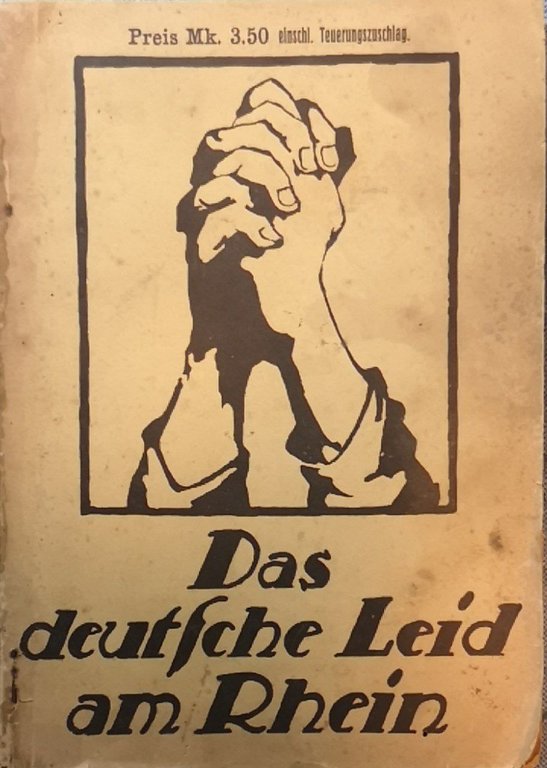 Preis Mk. 3.50 einschl. Teuerungszuschlag.
Das
deutſche Leid
am Rhein